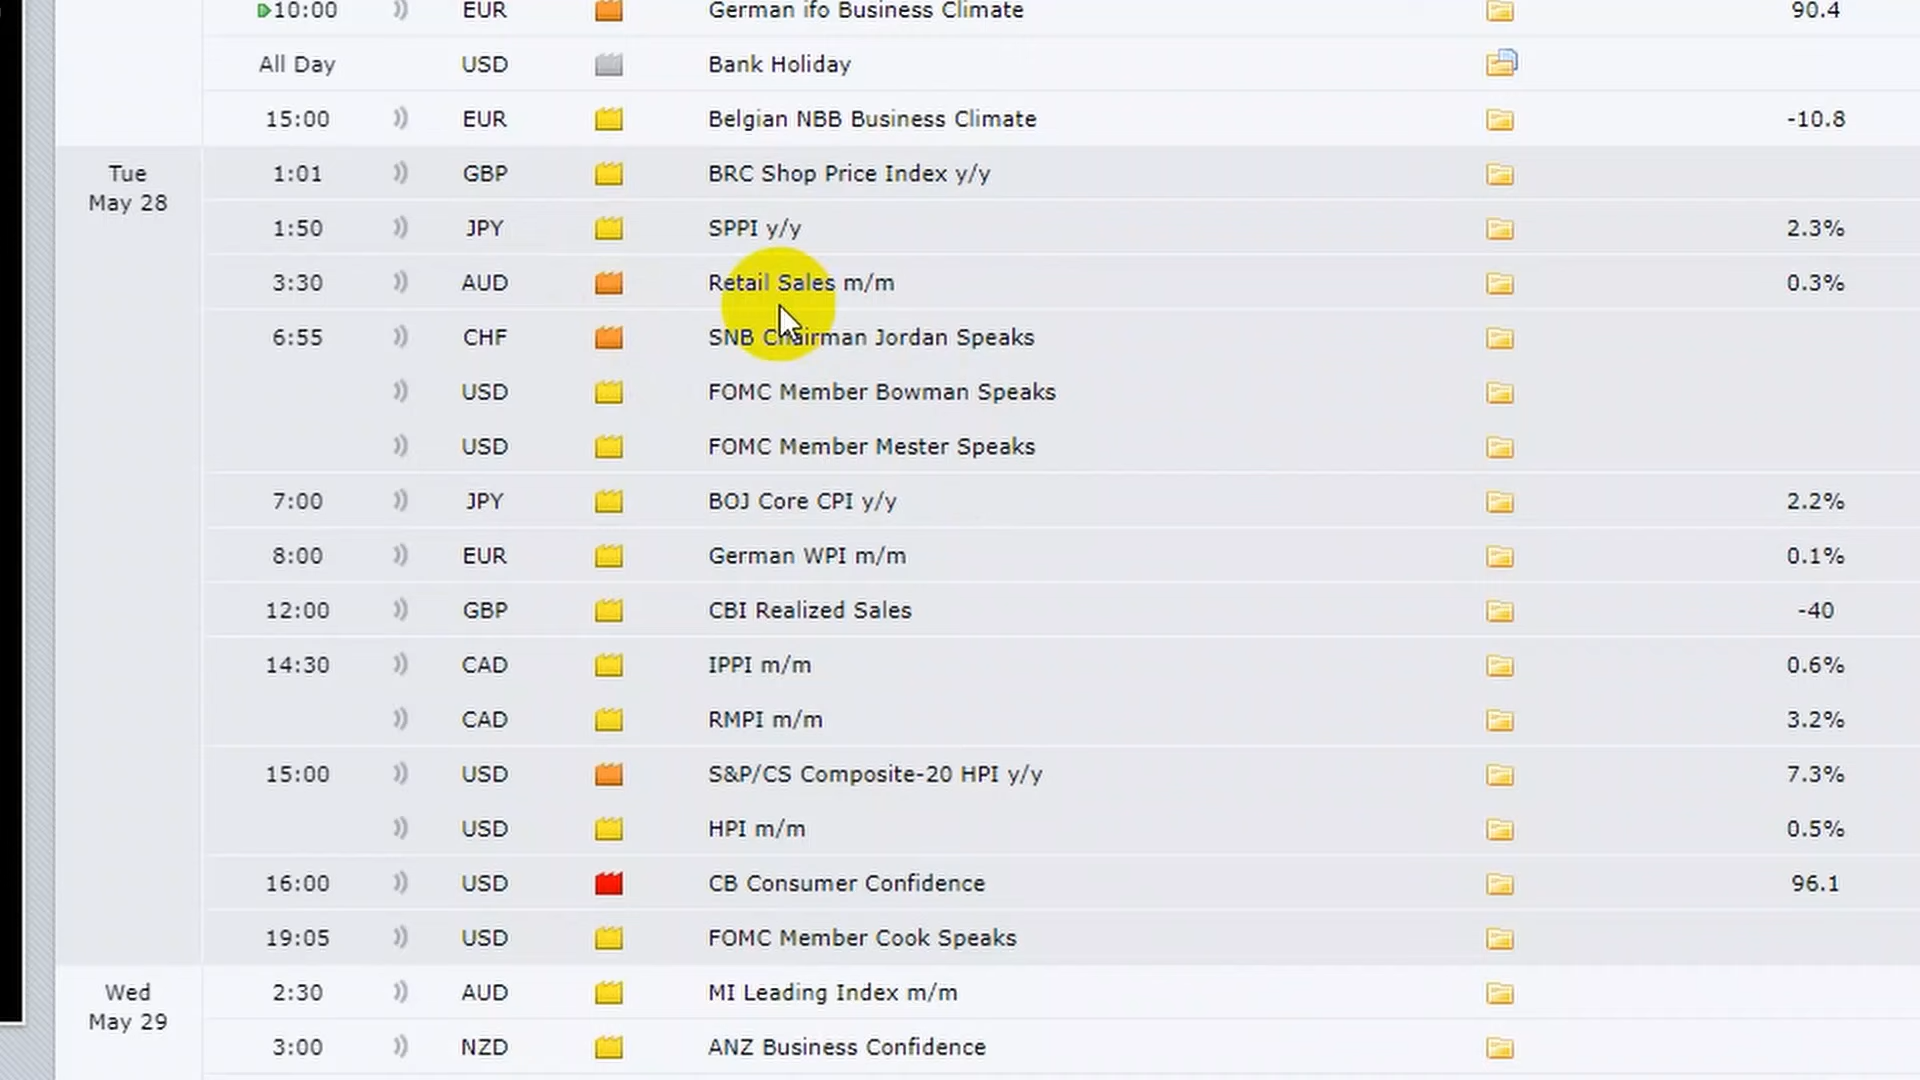 10:00 EUR German ifo Business Climate 90.4
All Day USD Bank Holiday
15:00 EUR Belgian NBB Business Climate -10.8
Tue
May 28
1:01 GBP BRC Shop Price Index y/y
1:50 JPY SPPI y/y 2.3%
3:30 AUD Retail Sales m/m 0.3%
6:55 CHF SNB Chairman Jordan Speaks
USD FOMC Member Bowman Speaks
USD FOMC Member Mester Speaks
7:00 JPY BOJ Core CPI y/y 2.2%
8:00 EUR German WPI m/m 0.1%
12:00 GBP CBI Realized Sales -40
14:30 CAD IPPI m/m 0.6%
CAD RMPI m/m 3.2%
15:00 USD S&P/CS Composite-20 HPI y/y 7.3%
USD HPI m/m 0.5%
16:00 USD CB Consumer Confidence 96.1
19:05 USD FOMC Member Cook Speaks
Wed
May 29
2:30 AUD MI Leading Index m/m
3:00 NZD ANZ Business Confidence